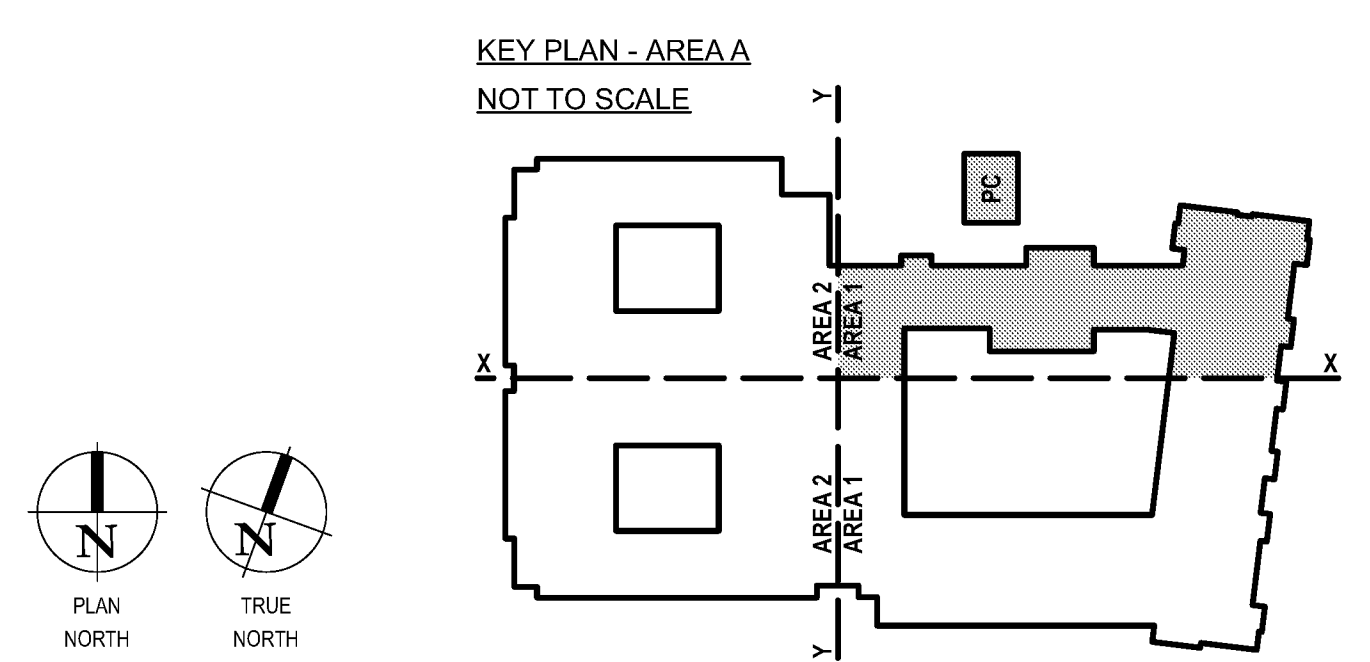 KEY PLAN - AREA A
NOT TO SCALE
Y
PC
AREA 2
AREA 1
X
X
AREA 2
AREA 1
N
N
PLAN
NORTH
TRUE
NORTH
Y